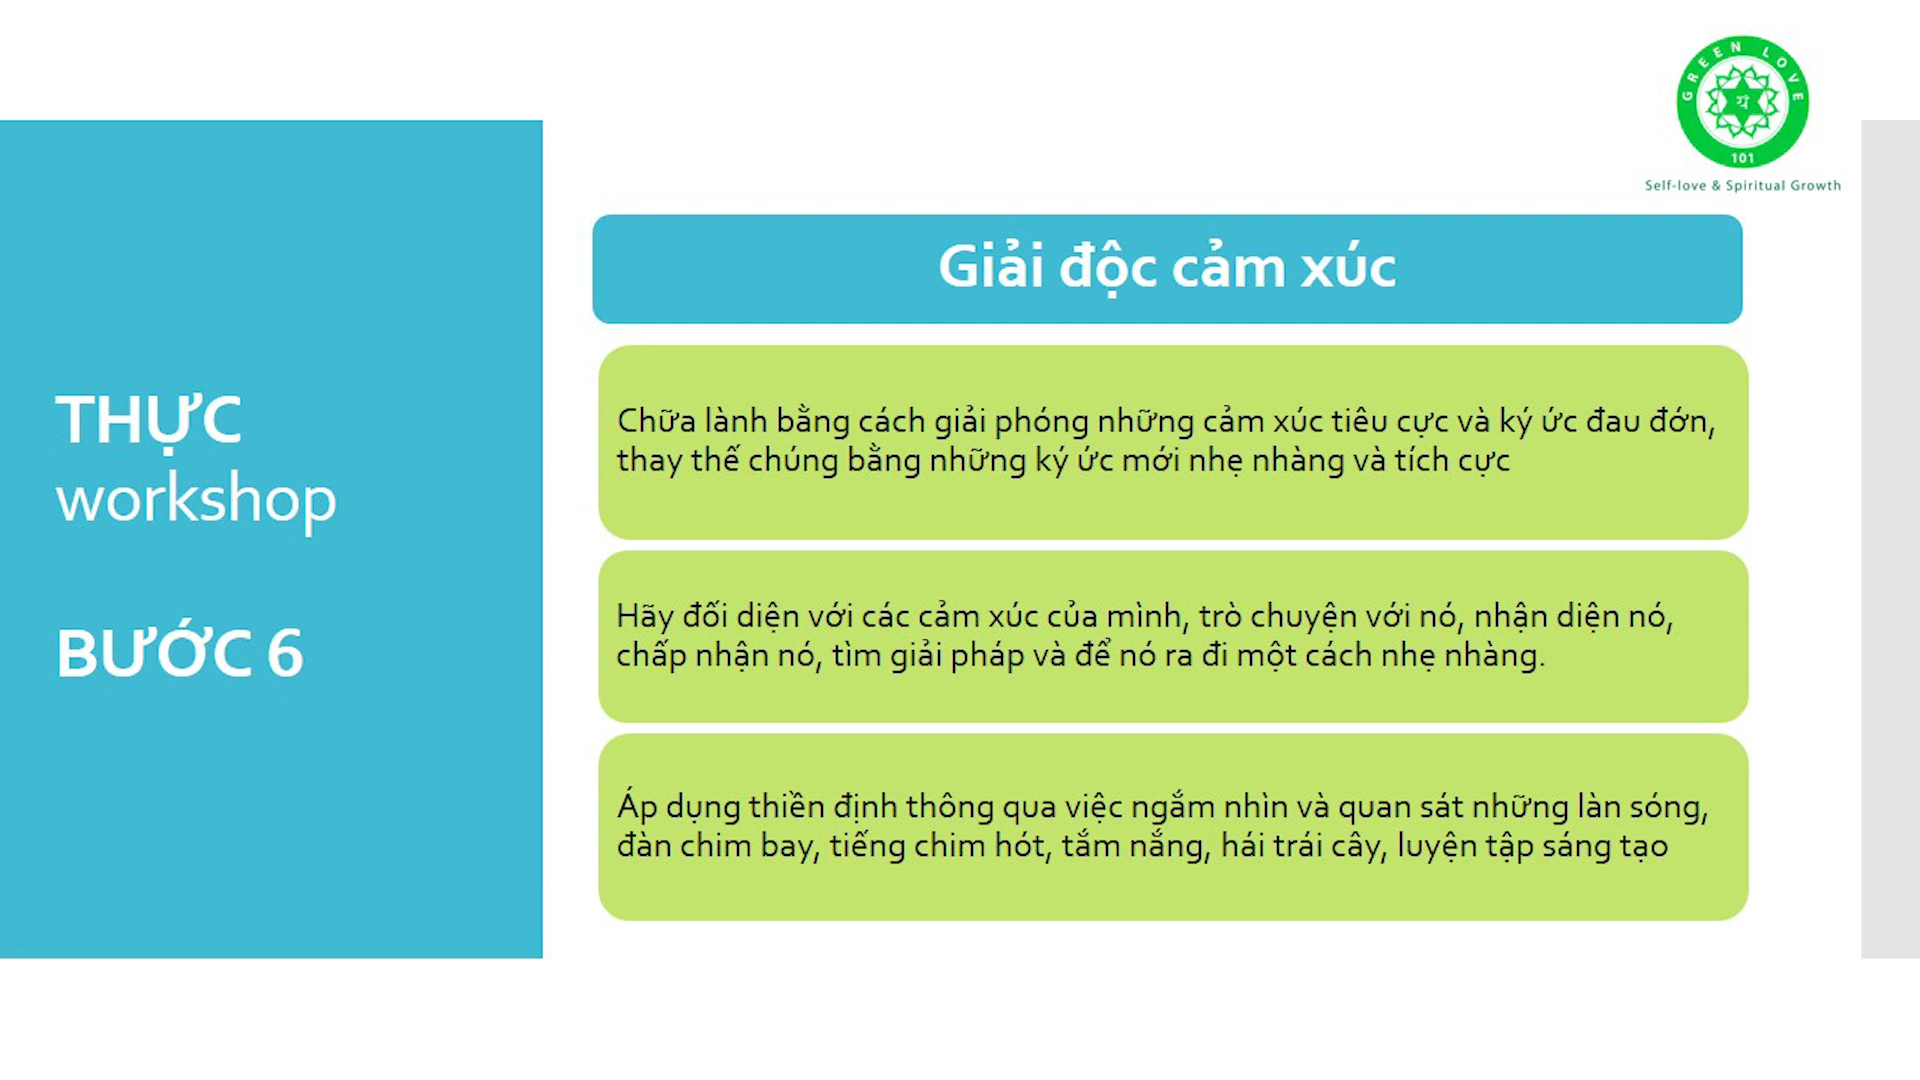 GREEN LOVE
यं
101
Self-love & Spiritual Growth
THỰC
workshop
BƯỚC 6
Giải độc cảm xúc
Chữa lành bằng cách giải phóng những cảm xúc tiêu cực và ký ức đau đớn,
thay thế chúng bằng những ký ức mới nhẹ nhàng và tích cực
Hãy đối diện với các cảm xúc của mình, trò chuyện với nó, nhận diện nó,
chấp nhận nó, tìm giải pháp và để nó ra đi một cách nhẹ nhàng.
Áp dụng thiền định thông qua việc ngắm nhìn và quan sát những làn sóng,
đàn chim bay, tiếng chim hót, tắm nắng, hái trái cây, luyện tập sáng tạo